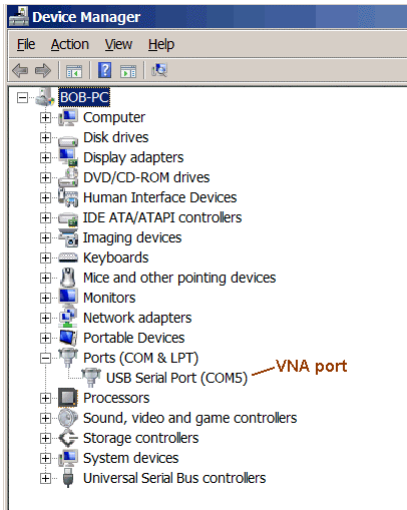 Device Manager
File Action View Help
BOB-PC
Computer
Disk drives
Display adapters
DVD/CD-ROM drives
Human Interface Devices
IDE ATA/ATAPI controllers
Imaging devices
Keyboards
Mice and other pointing devices
Monitors
Network adapters
Portable Devices
Ports (COM & LPT)
USB Serial Port (COM5) VNA port
Processors
Sound, video and game controllers
Storage controllers
System devices
Universal Serial Bus controllers